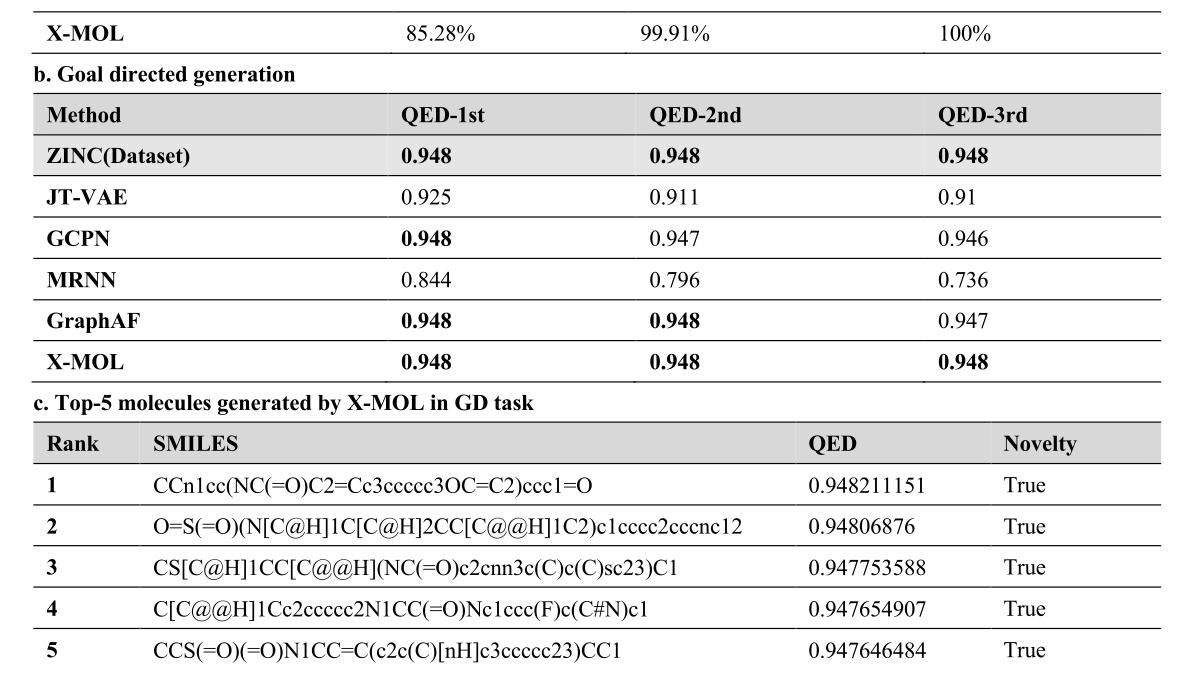 X-MOL 85.28% 99.91% 100%
b. Goal directed generation
Method QED-1st QED-2nd QED-3rd
ZINC(Dataset) 0.948 0.948 0.948
JT-VAE 0.925 0.911 0.91
GCPN 0.948 0.947 0.946
MRNN 0.844 0.796 0.736
GraphAF 0.948 0.948 0.947
X-MOL 0.948 0.948 0.948
c. Top-5 molecules generated by X-MOL in GD task
Rank SMILES QED Novelty
1 CCn1cc(NC(=O)C2=Cc3ccccc3OC=C2)ccc1=O 0.948211151 True
2 O=S(=O)(N[C@H]1C[C@H]2CC[C@@H]1C2)c1cccc2cccnc12 0.94806876 True
3 CS[C@H]1CC[C@@H](NC(=O)c2cnn3c(C)c(C)sc23)C1 0.947753588 True
4 C[C@@H]1Cc2ccccc2N1CC(=O)Nc1ccc(F)c(C#N)c1 0.947654907 True
5 CCS(=O)(=O)N1CC=C(c2c(C)[nH]c3ccccc23)CC1 0.947646484 True